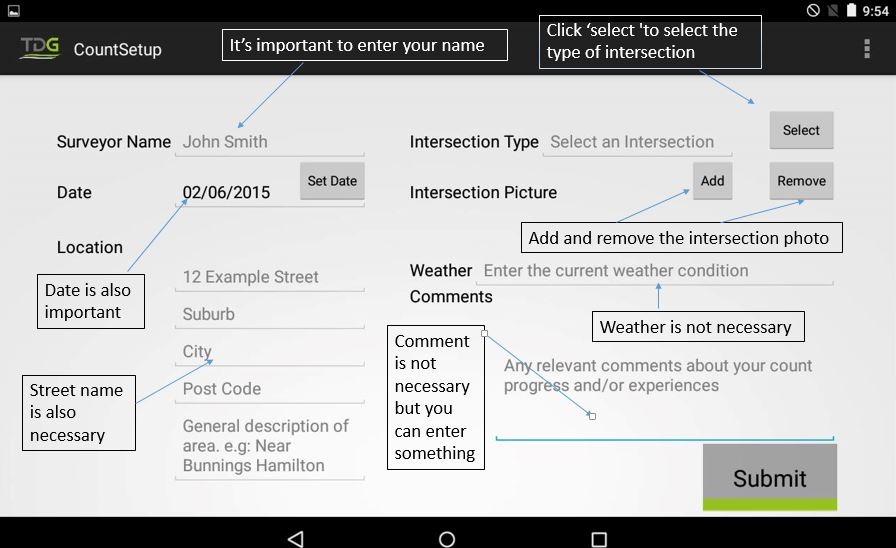 9:54
TDG CountSetup
It's important to enter your name
Click ‘select 'to select the
type of intersection
Surveyor Name John Smith
Intersection Type Select an Intersection
Select
Date 02/06/2015 Set Date
Intersection Picture Add Remove
Add and remove the intersection photo
Location
12 Example Street
Suburb
City
Post Code
General description of
area. e.g: Near
Bunnings Hamilton
Date is also
important
Street name
is also
necessary
Weather Enter the current weather condition
Weather is not necessary
Comments
Comment
is not
necessary
but you
can enter
something
Any relevant comments about your count
progress and/or experiences
Submit